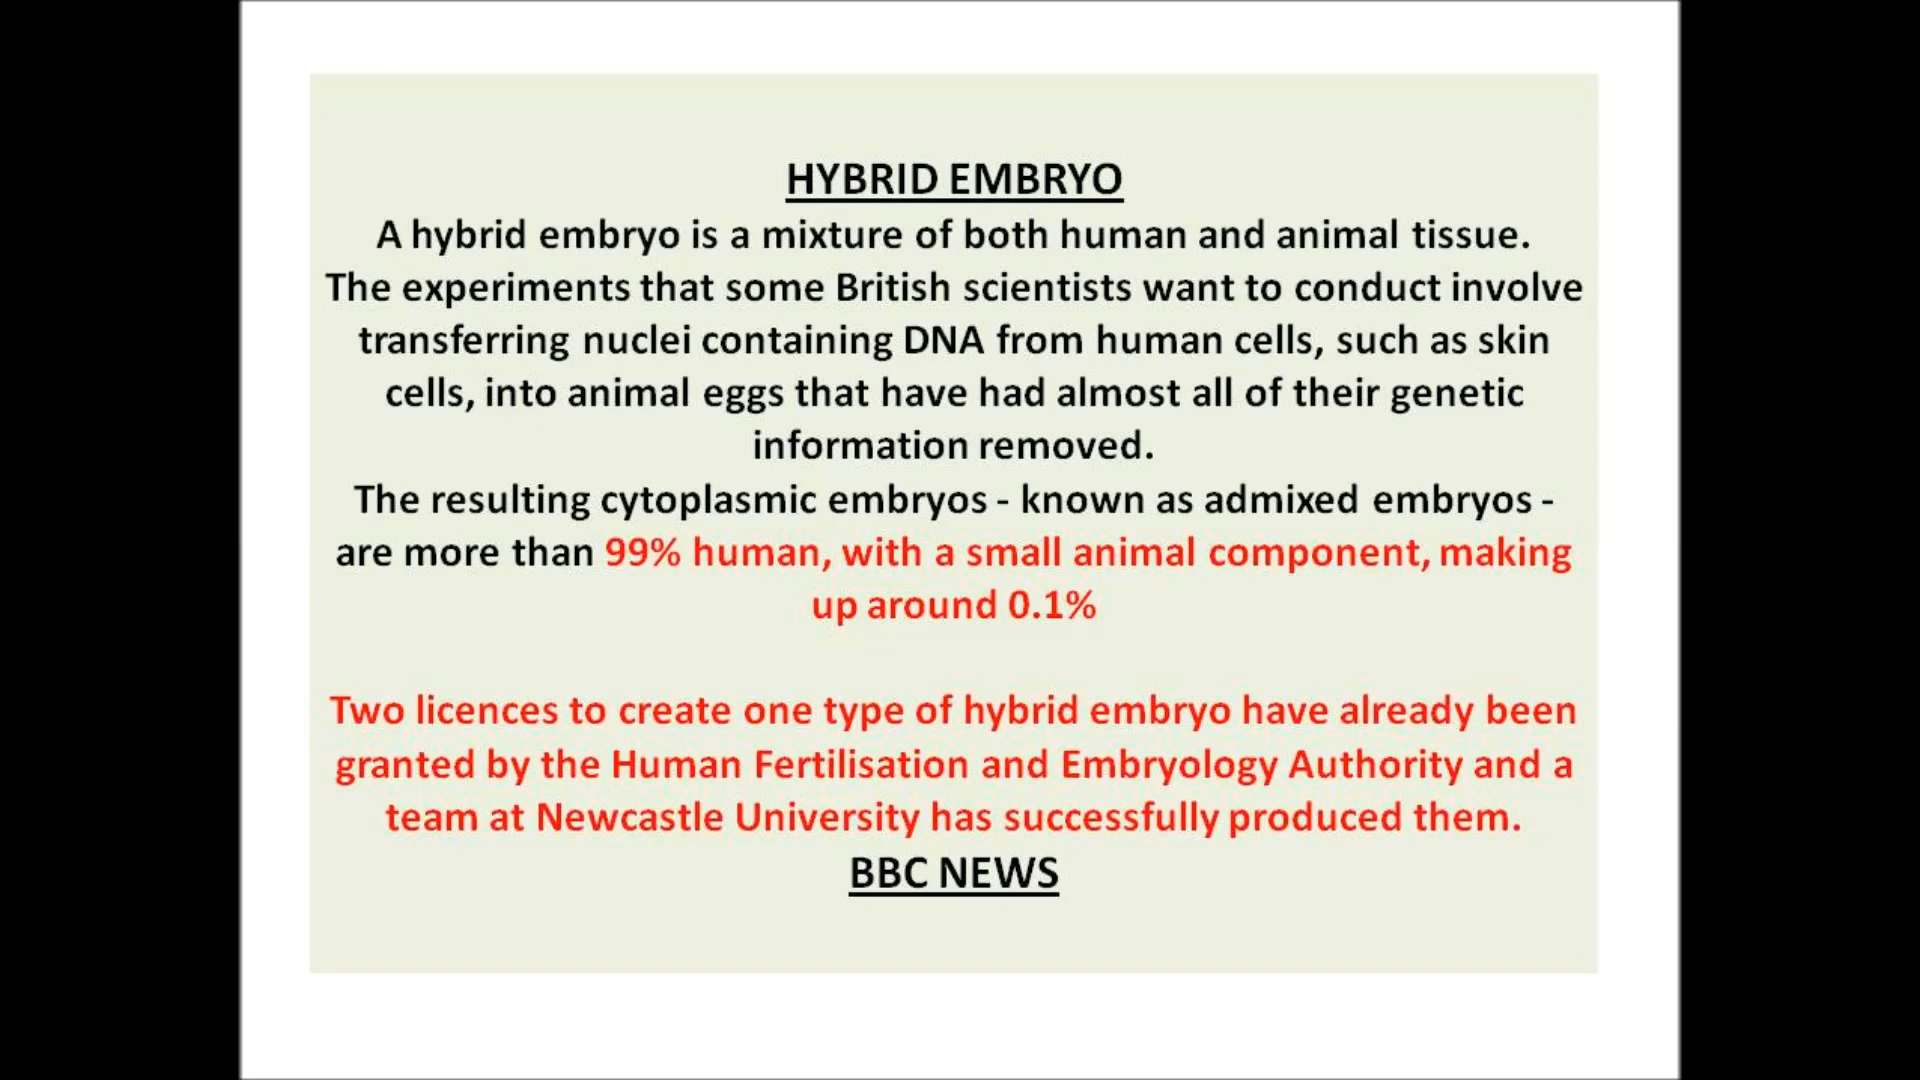 HYBRID EMBRYO
A hybrid embryo is a mixture of both human and animal tissue.
The experiments that some British scientists want to conduct involve
transferring nuclei containing DNA from human cells, such as skin
cells, into animal eggs that have had almost all of their genetic
information removed.
The resulting cytoplasmic embryos - known as admixed embryos -
are more than 99% human, with a small animal component, making
up around 0.1%
Two licences to create one type of hybrid embryo have already been
granted by the Human Fertilisation and Embryology Authority and a
team at Newcastle University has successfully produced them.
BBC NEWS